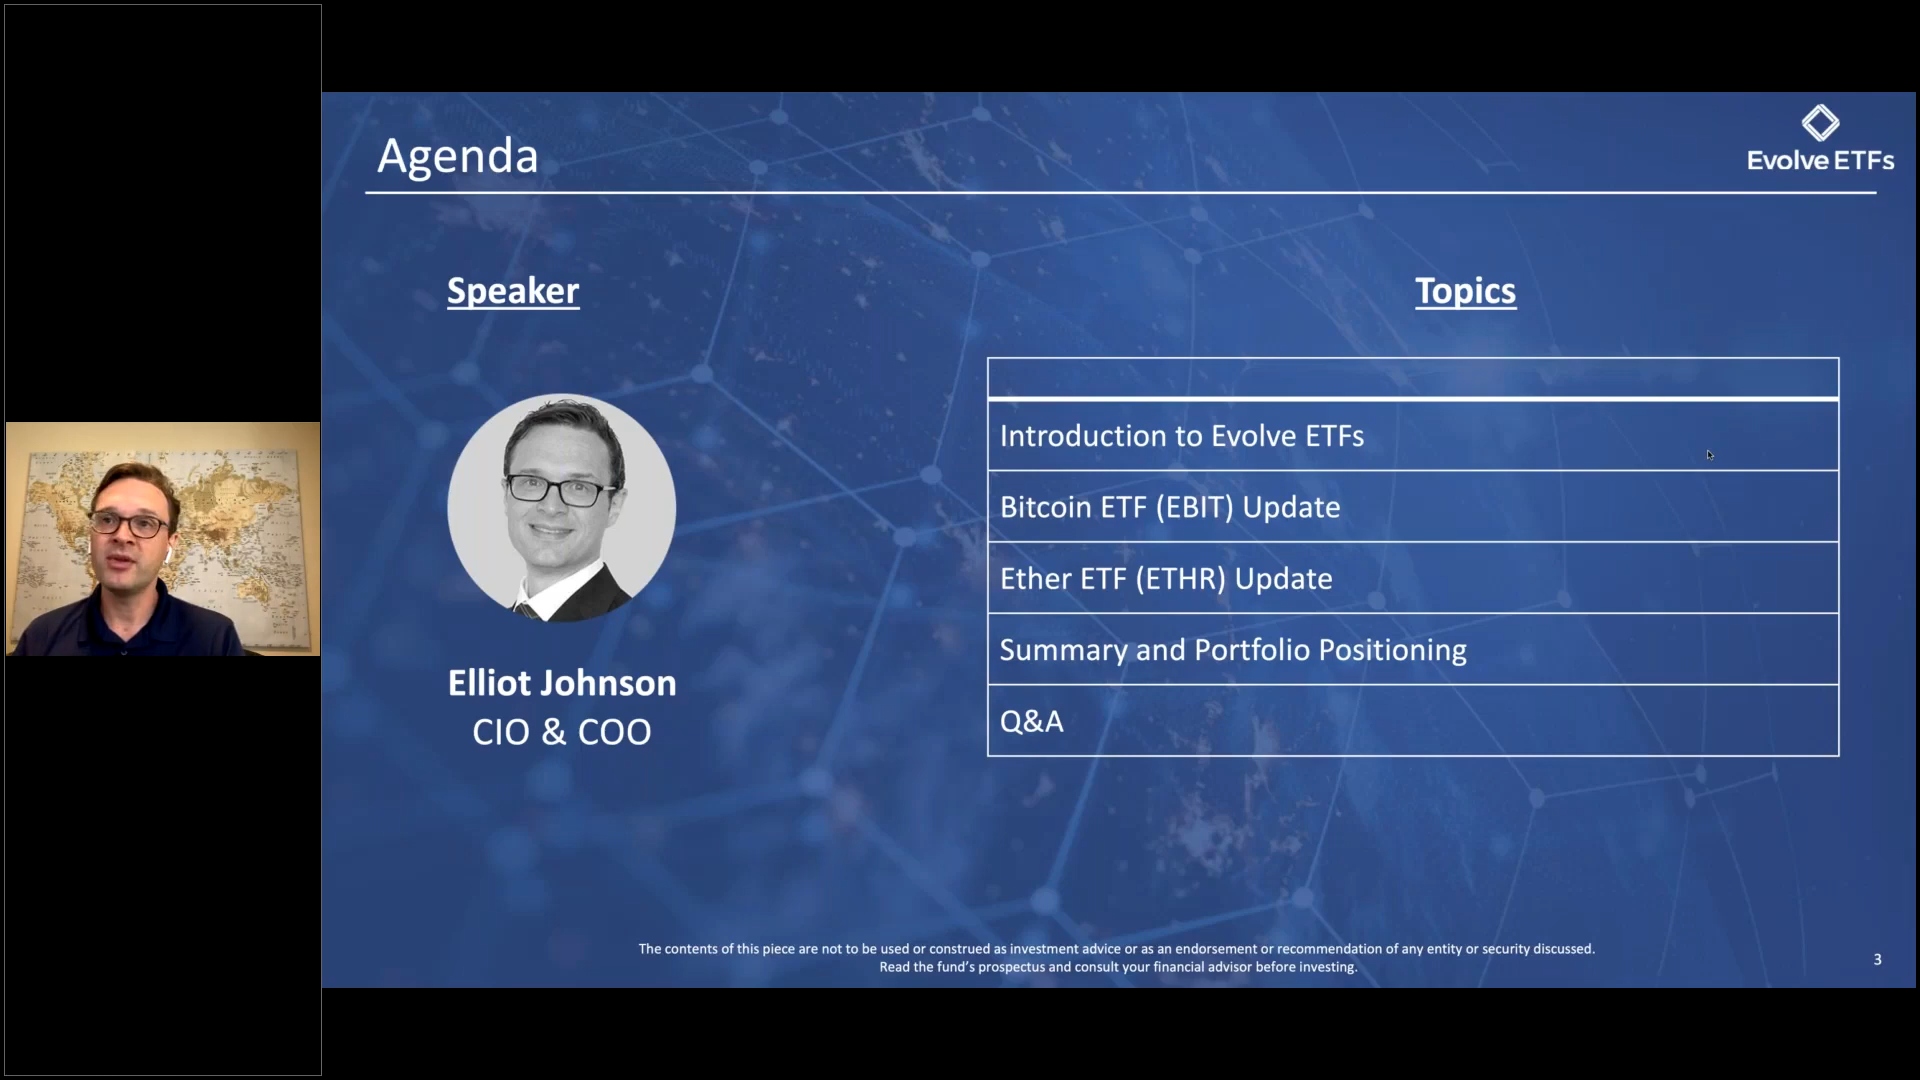 Agenda
Evolve ETFs
Speaker
Topics
Introduction to Evolve ETFs
Bitcoin ETF (EBIT) Update
Ether ETF (ETHR) Update
Summary and Portfolio Positioning
Q&A
Elliot Johnson
CIO & COO
The contents of this piece are not to be used or construed as investment advice or as an endorsement or recommendation of any entity or security discussed.
Read the fund's prospectus and consult your financial advisor before investing.
3